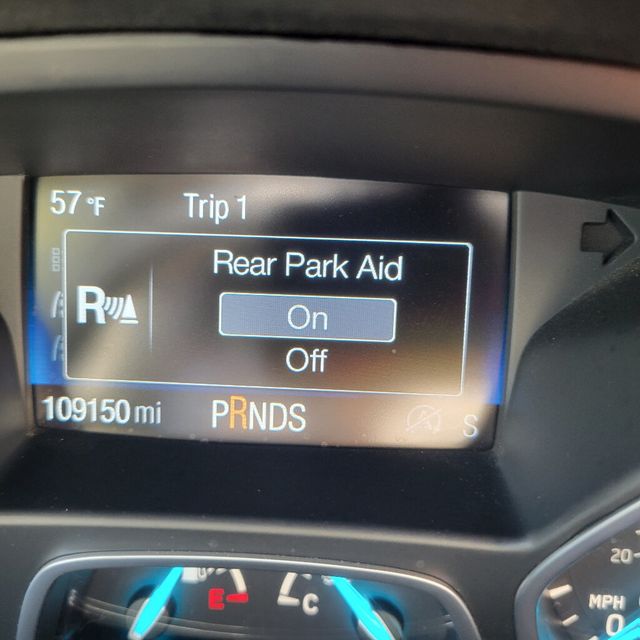 57 °F Trip 1
Rear Park Aid
R
On
Off
109150 mi PRNDS A S
E C
20
MPH
0